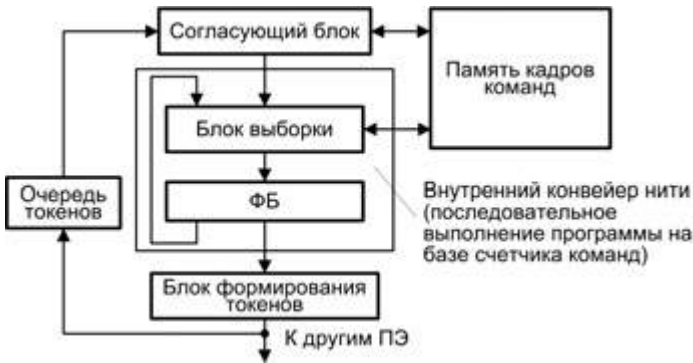 Согласующий блок
Память кадров
команд
Блок выборки
Очередь
токенов
ФБ
Внутренний конвейер нити
(последовательное
выполнение программы на
базе счетчика команд)
Блок формирования
токенов
К другим ПЭ